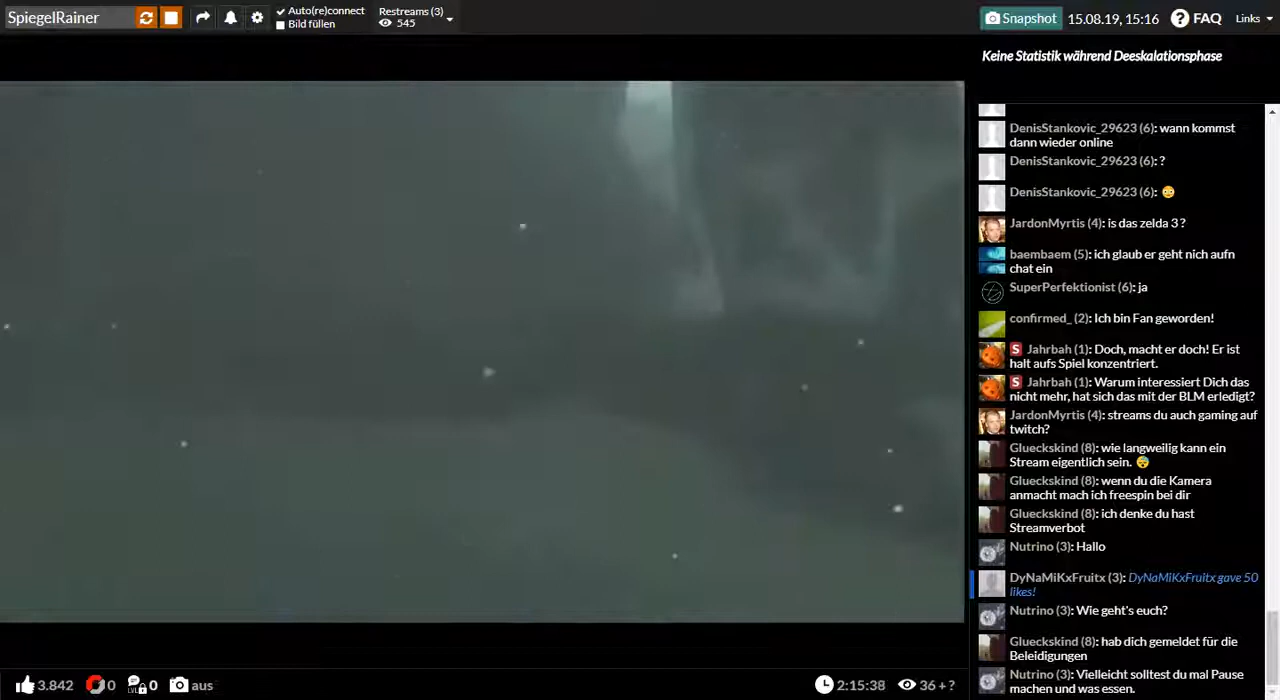 SpiegelRainer
Auto(re)connect
Bild füllen
Restreams (3)
545
Snapshot
15.08.19, 15:16
? FAQ
Links
Keine Statistik während Deeskalationsphase
DenisStankovic_29623 (6): wann kommst
dann wieder online
DenisStankovic_29623 (6): ?
DenisStankovic_29623 (6): 😳
JardonMyrtis (4): is das zelda 3 ?
baembaem (5): ich glaub er geht nich aufn
chat ein
SuperPerfektionist (6): ja
confirmed_ (2): Ich bin Fan geworden!
S Jahrbah (1): Doch, macht er doch! Er ist
halt aufs Spiel konzentriert.
S Jahrbah (1): Warum interessiert Dich das
nicht mehr, hat sich das mit der BLM erledigt?
JardonMyrtis (4): streams du auch gaming auf
twitch?
Glueckskind (8): wie langweilig kann ein
Stream eigentlich sein. 😴
Glueckskind (8): wenn du die Kamera
anmacht mach ich freespin bei dir
Glueckskind (8): ich denke du hast
Streamverbot
Nutrino (3): Hallo
DyNaMiKxFruitx (3): DyNaMiKxFruitx gave 50
likes!
Nutrino (3): Wie geht's euch?
Glueckskind (8): hab dich gemeldet für die
Beleidigungen
Nutrino (3): Vielleicht solltest du mal Pause
machen und was essen.
3.842
0
LVL 0
aus
2:15:38
36 + ?